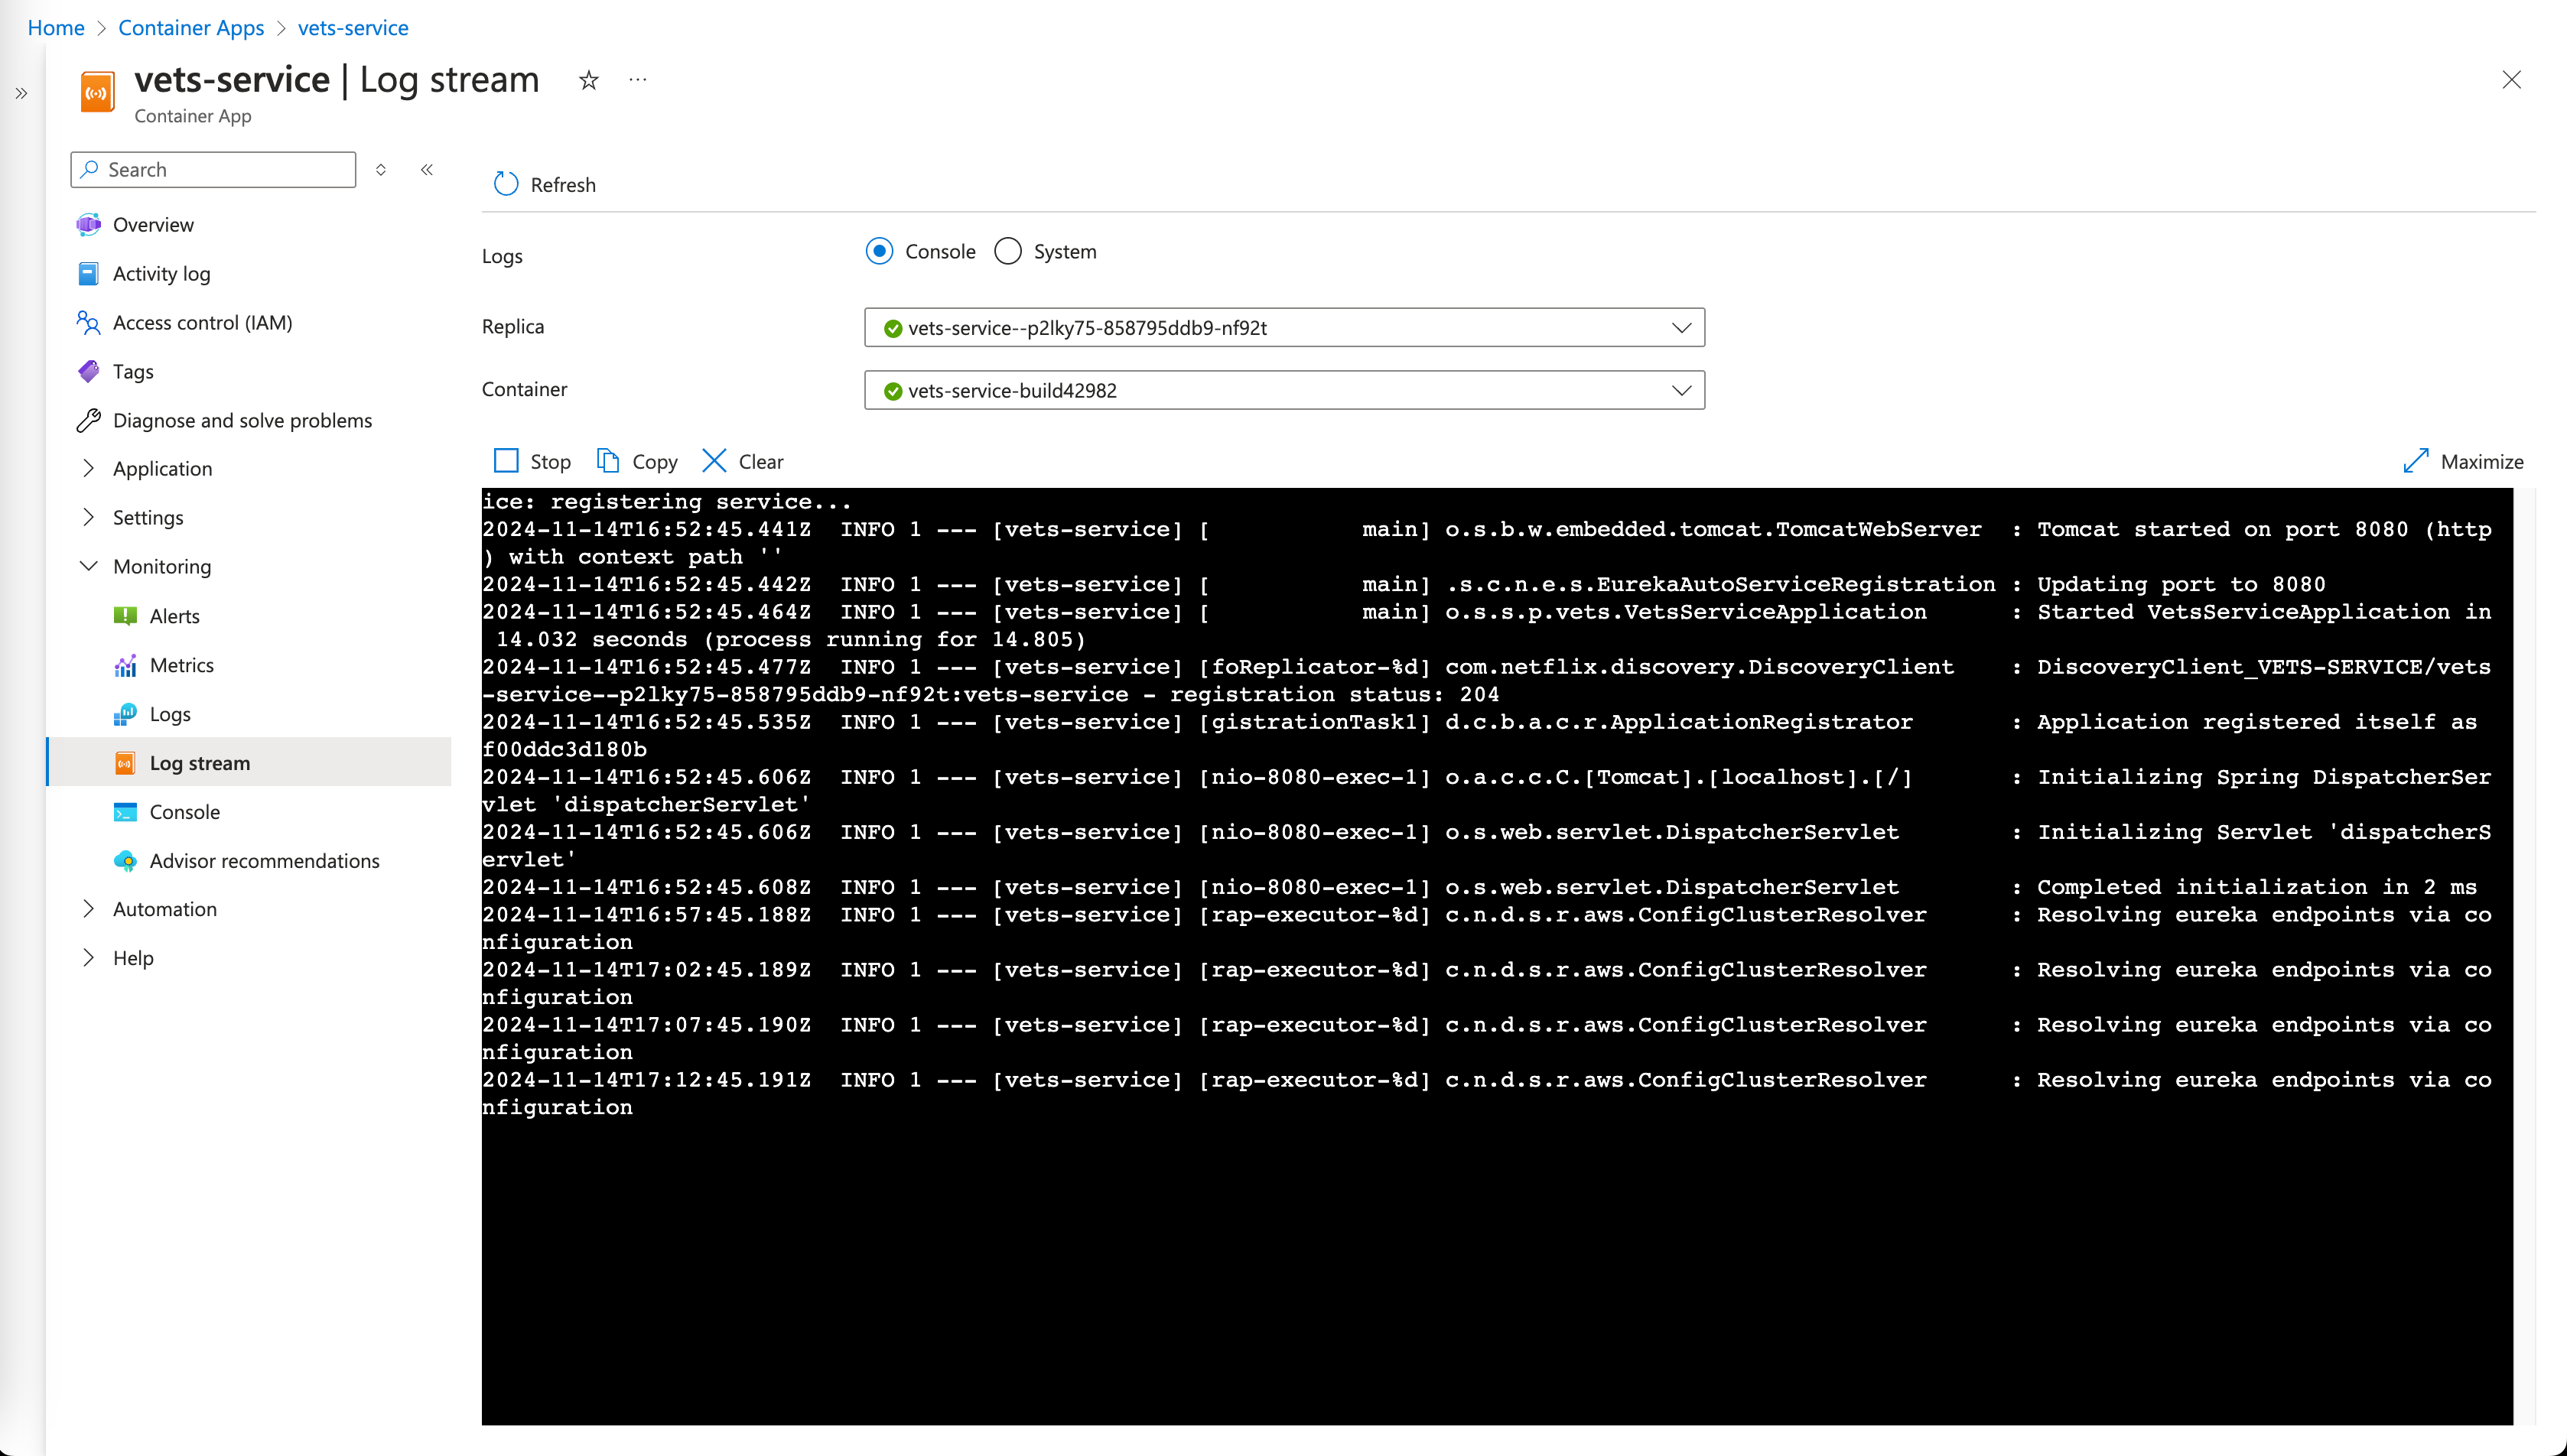 Home > Container Apps > vets-service
vets-service | Log stream
Container App
Search
Overview
Activity log
Access control (IAM)
Tags
Diagnose and solve problems
Application
Settings
Monitoring
Alerts
Metrics
Logs
Log stream
Console
Advisor recommendations
Automation
Help
Refresh
Logs
Console System
Replica
vets-service--p2lky75-858795ddb9-nf92t
Container
vets-service-build42982
Stop Copy Clear Maximize
ice: registering service...
2024-11-14T16:52:45.441Z  INFO 1 --- [vets-service] [           main] o.s.b.w.embedded.tomcat.TomcatWebServer  : Tomcat started on port 8080 (http
) with context path ''
2024-11-14T16:52:45.442Z  INFO 1 --- [vets-service] [           main] .s.c.n.e.s.EurekaAutoServiceRegistration : Updating port to 8080
2024-11-14T16:52:45.464Z  INFO 1 --- [vets-service] [           main] o.s.s.p.vets.VetsServiceApplication      : Started VetsServiceApplication in
 14.032 seconds (process running for 14.805)
2024-11-14T16:52:45.477Z  INFO 1 --- [vets-service] [foReplicator-%d] com.netflix.discovery.DiscoveryClient    : DiscoveryClient_VETS-SERVICE/vets
-service--p2lky75-858795ddb9-nf92t:vets-service - registration status: 204
2024-11-14T16:52:45.535Z  INFO 1 --- [vets-service] [gistrationTask1] d.c.b.a.c.r.ApplicationRegistrator       : Application registered itself as
f00ddc3d180b
2024-11-14T16:52:45.606Z  INFO 1 --- [vets-service] [nio-8080-exec-1] o.a.c.c.C.[Tomcat].[localhost].[/]       : Initializing Spring DispatcherSer
vlet 'dispatcherServlet'
2024-11-14T16:52:45.606Z  INFO 1 --- [vets-service] [nio-8080-exec-1] o.s.web.servlet.DispatcherServlet        : Initializing Servlet 'dispatcherS
ervlet'
2024-11-14T16:52:45.608Z  INFO 1 --- [vets-service] [nio-8080-exec-1] o.s.web.servlet.DispatcherServlet        : Completed initialization in 2 ms
2024-11-14T16:57:45.188Z  INFO 1 --- [vets-service] [rap-executor-%d] c.n.d.s.r.aws.ConfigClusterResolver      : Resolving eureka endpoints via co
nfiguration
2024-11-14T17:02:45.189Z  INFO 1 --- [vets-service] [rap-executor-%d] c.n.d.s.r.aws.ConfigClusterResolver      : Resolving eureka endpoints via co
nfiguration
2024-11-14T17:07:45.190Z  INFO 1 --- [vets-service] [rap-executor-%d] c.n.d.s.r.aws.ConfigClusterResolver      : Resolving eureka endpoints via co
nfiguration
2024-11-14T17:12:45.191Z  INFO 1 --- [vets-service] [rap-executor-%d] c.n.d.s.r.aws.ConfigClusterResolver      : Resolving eureka endpoints via co
nfiguration